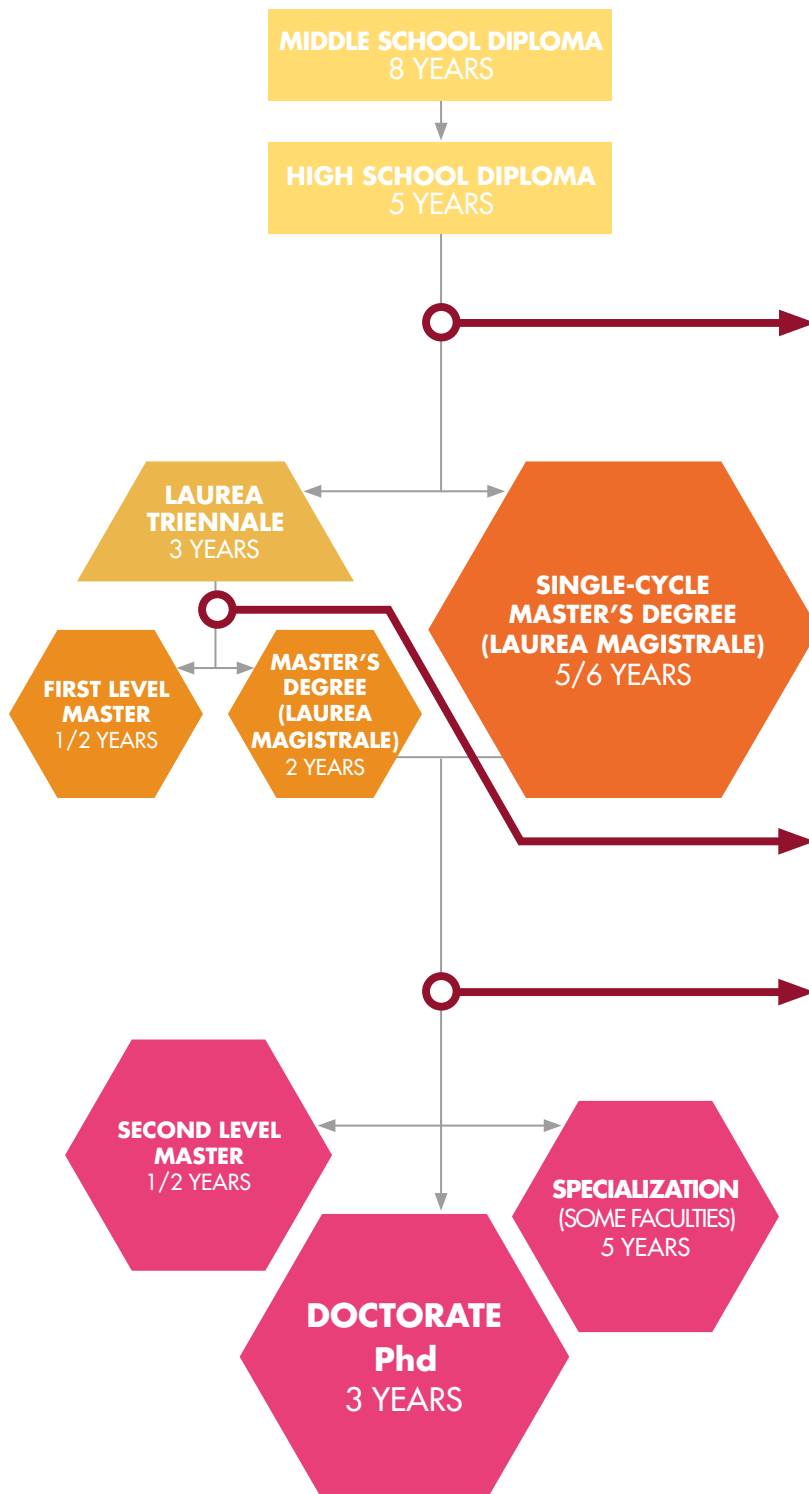 MIDDLE SCHOOL DIPLOMA
8 YEARS
HIGH SCHOOL DIPLOMA
5 YEARS
LAUREA
TRIENNALE
3 YEARS
SINGLE-CYCLE
MASTER'S DEGREE
(LAUREA MAGISTRALE)
5/6 YEARS
FIRST LEVEL
MASTER
1/2 YEARS
MASTER'S
DEGREE
(LAUREA
MAGISTRALE)
2 YEARS
SECOND LEVEL
MASTER
1/2 YEARS
SPECIALIZATION
(SOME FACULTIES)
5 YEARS
DOCTORATE
Phd
3 YEARS